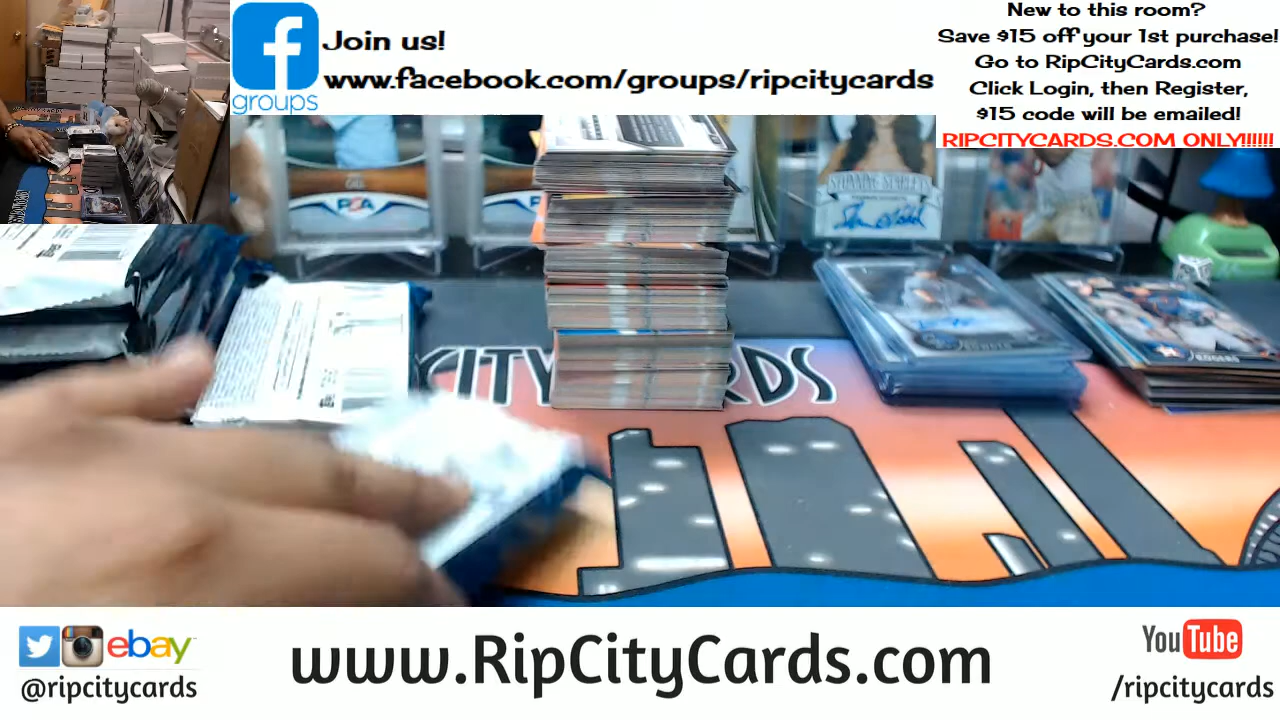 Join us!
www.facebook.com/groups/ripcitycards
groups
New to this room?
Save $15 off your 1st purchase!
Go to RipCityCards.com
Click Login, then Register,
$15 code will be emailed!
RIPCITYCARDS.COM ONLY!!!!!!
PSA
CITY CARDS
ebay
@ripcitycards
www.RipCityCards.com
YouTube
/ripcitycards